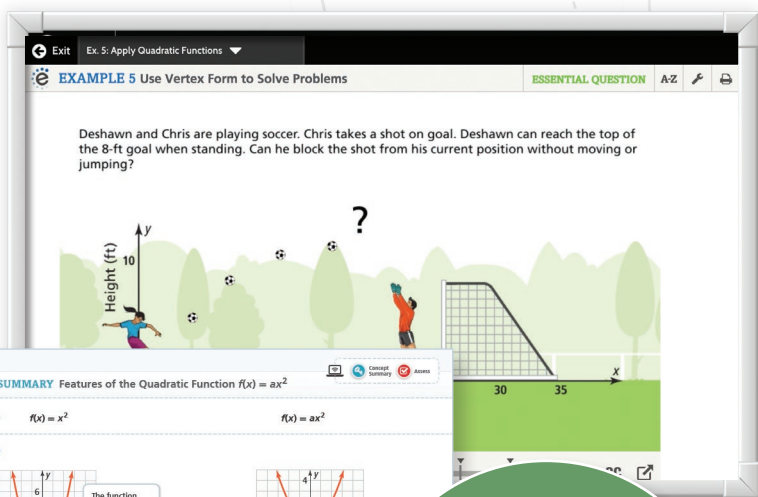 Exit Ex. 5: Apply Quadratic Functions
EXAMPLE 5 Use Vertex Form to Solve Problems ESSENTIAL QUESTION A-Z
Deshawn and Chris are playing soccer. Chris takes a shot on goal. Deshawn can reach the top of
the 8-ft goal when standing. Can he block the shot from his current position without moving or
jumping?
?
y
Height (ft)
10
x
30 35
Concept Summary Assess
SUMMARY Features of the Quadratic Function f(x) = ax²
f(x) = x² f(x) = ax²
y
6
The function
4 y